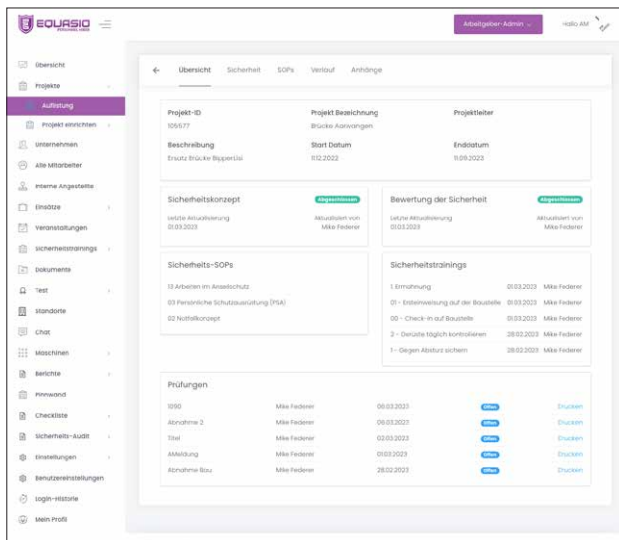 EQUASIO
Arbeitgeber-Admin
Hallo AM
Übersicht
Projekte
Auflistung
Projekt einrichten
Unternehmen
Alle Mitarbeiter
Interne Angestellte
Einsätze
Veranstaltungen
Sicherheitstrainings
Dokumente
Test
Standorte
Chat
Maschinen
Berichte
Pinnwand
Checkliste
Sicherheits-Audit
Einstellungen
Benutzereinstellungen
Login-Historie
Mein Profil
Übersicht Sicherheit SOPs Verlauf Anhänge
Projekt-ID Projekt Bezeichnung Projektleiter
105677 Brücke Aarwangen
Beschreibung Start Datum Enddatum
Ersatz Brücke BipperLisi 11.12.2022 11.09.2023
Sicherheitskonzept Abgeschlossen
Letzte Aktualisierung Aktualisiert von
01.03.2023 Mike Federer
Bewertung der Sicherheit Abgeschlossen
Letzte Aktualisierung Aktualisiert von
01.03.2023 Mike Federer
Sicherheits-SOPs
13 Arbeiten im Anseilschutz
03 Persönliche Schutzausrüstung (PSA)
02 Notfallkonzept
Sicherheitstrainings
1. Ermahnung 01.03.2023 Mike Federer
01 - Ersteinweisung auf der Baustelle 01.03.2023 Mike Federer
00 - Check-in auf Baustelle 01.03.2023 Mike Federer
2 - Gerüste täglich kontrollieren 28.02.2023 Mike Federer
1 - Gegen Absturz sichern 28.02.2023 Mike Federer
Prüfungen
1090 Mike Federer 06.03.2023 Offen Drucken
Abnahme 2 Mike Federer 06.03.2023 Offen Drucken
Titel Mike Federer 02.03.2023 Offen Drucken
AMeldung Mike Federer 01.03.2023 Offen Drucken
Abnahme Bau Mike Federer 28.02.2023 Offen Drucken